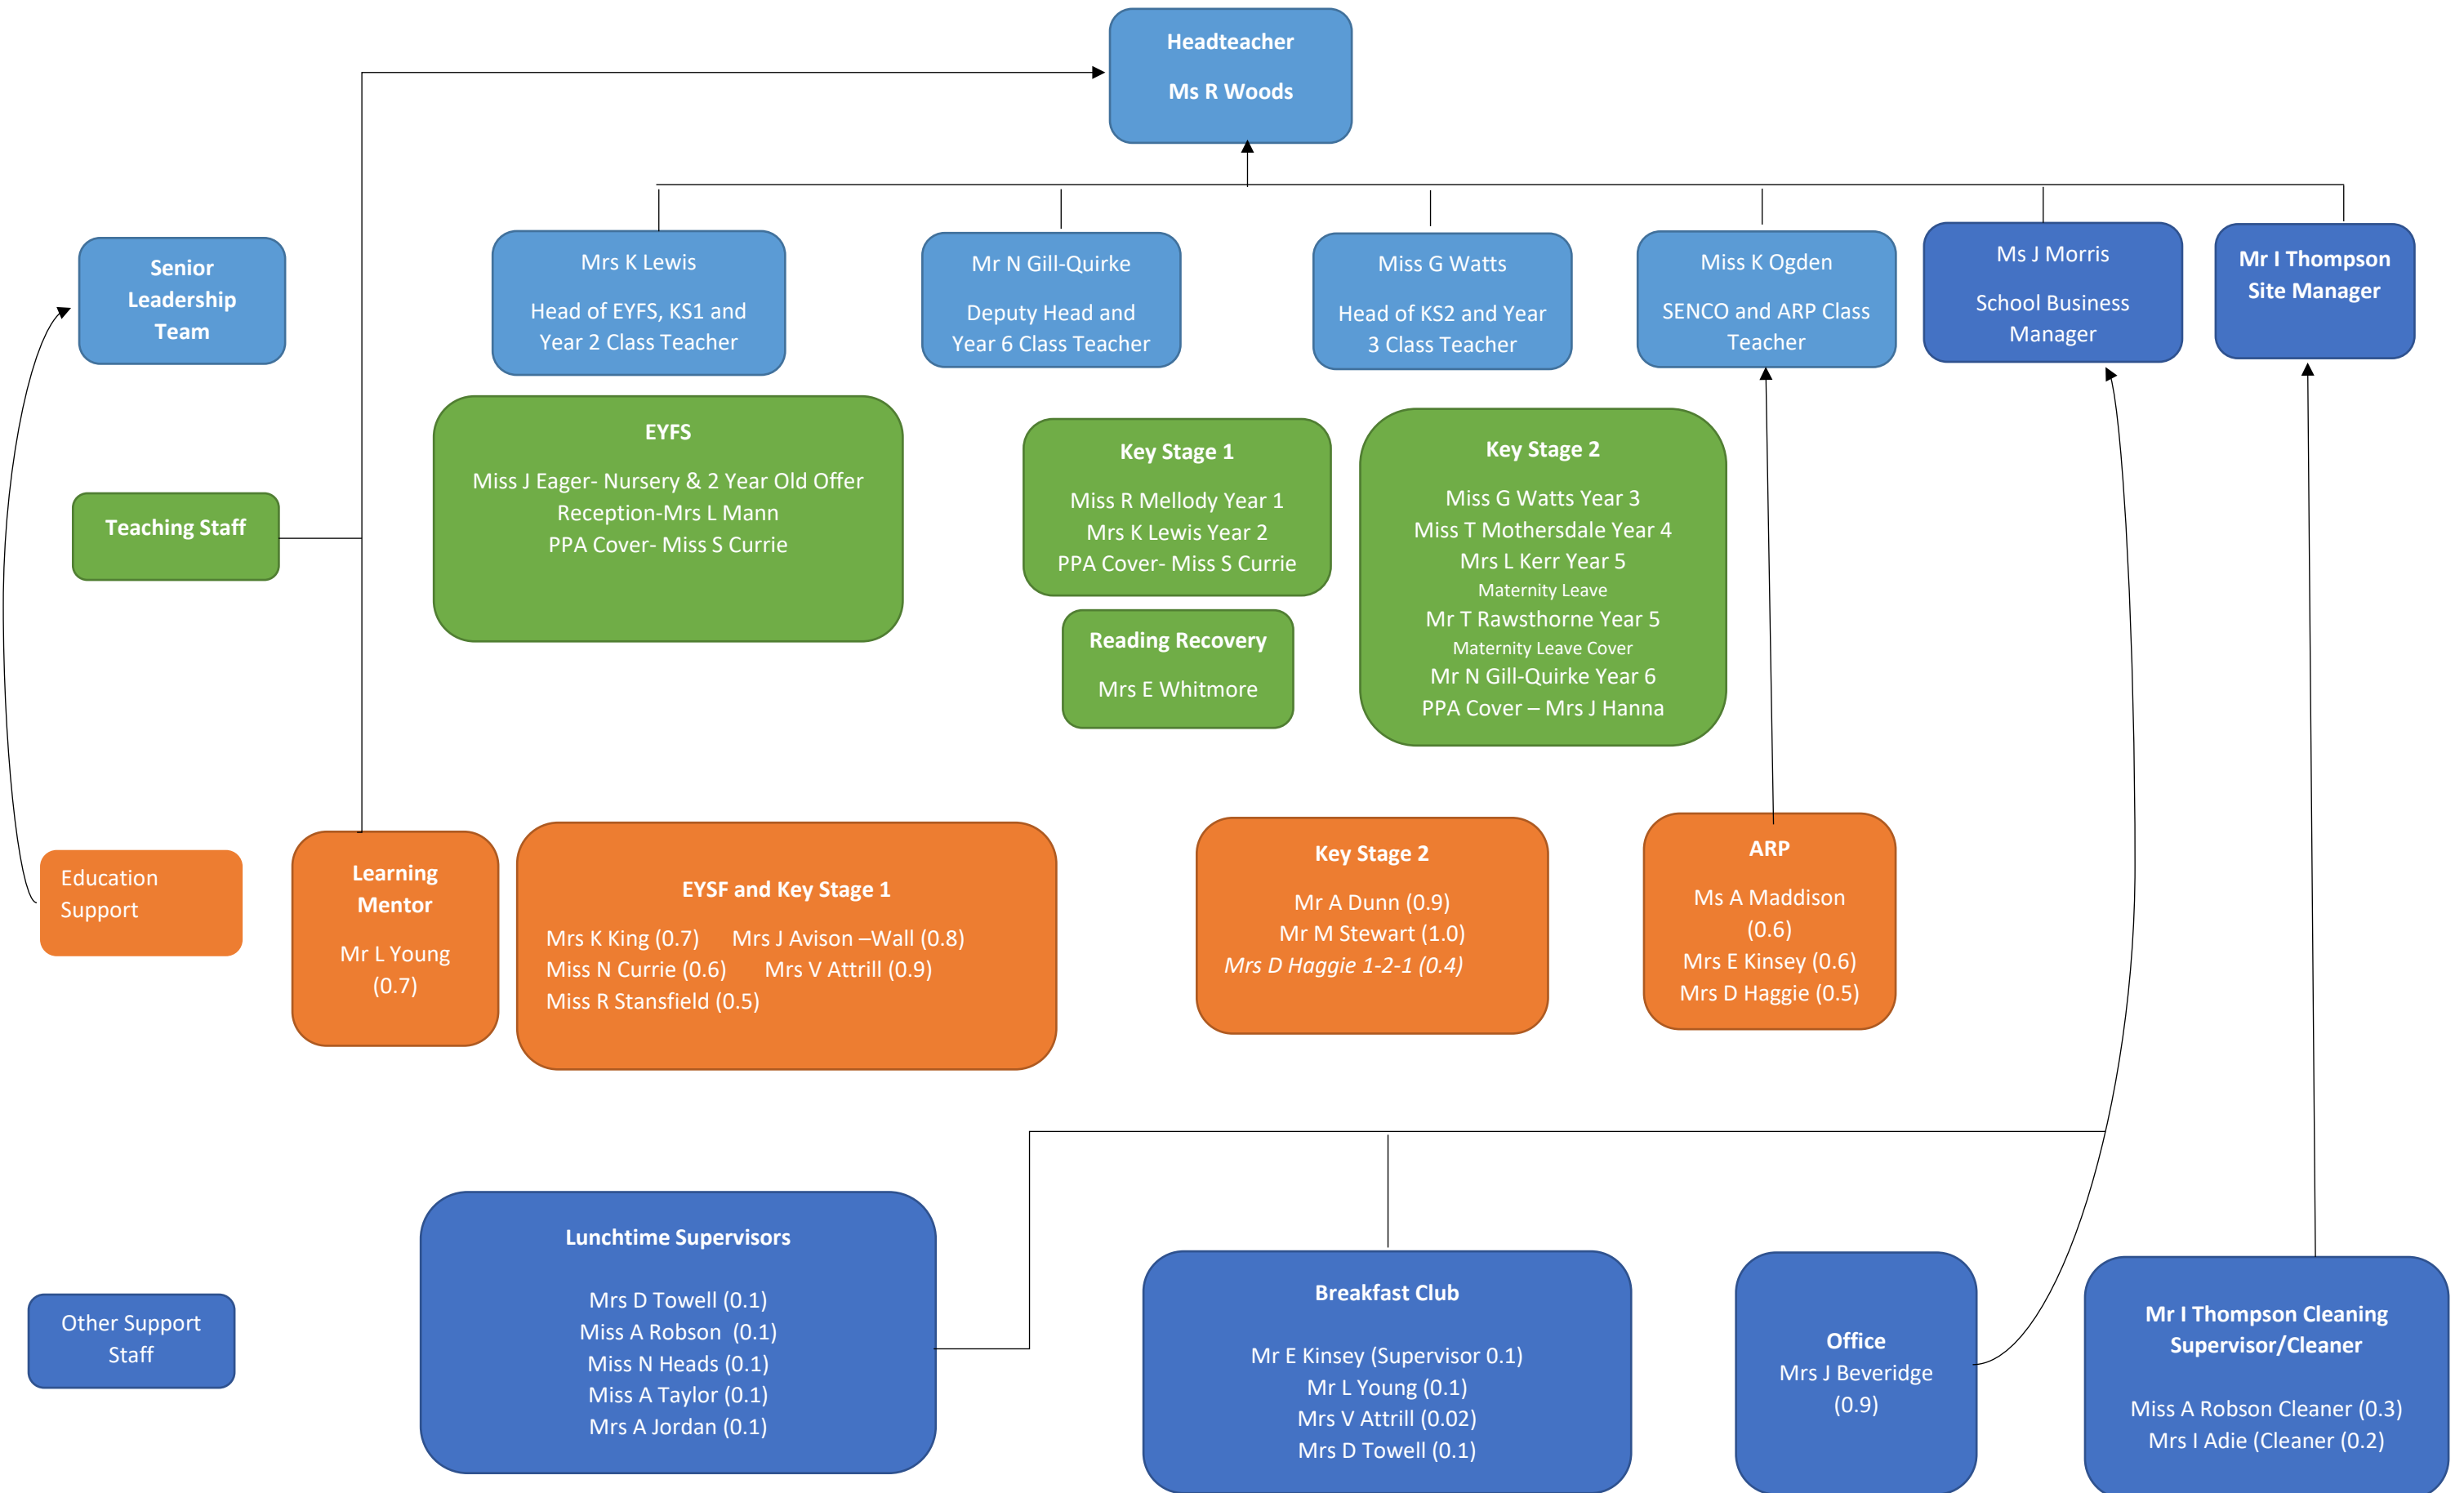 Headteacher
Ms R Woods
Senior
Leadership
Team
Mrs K Lewis
Head of EYFS, KS1 and
Year 2 Class Teacher
Mr N Gill-Quirke
Deputy Head and
Year 6 Class Teacher
Miss G Watts
Head of KS2 and Year
3 Class Teacher
Miss K Ogden
SENCO and ARP Class
Teacher
Ms J Morris
School Business
Manager
Mr I Thompson
Site Manager
Teaching Staff
EYFS
Miss J Eager- Nursery & 2 Year Old Offer
Reception-Mrs L Mann
PPA Cover- Miss S Currie
Key Stage 1
Miss R Mellody Year 1
Mrs K Lewis Year 2
PPA Cover- Miss S Currie
Reading Recovery
Mrs E Whitmore
Key Stage 2
Miss G Watts Year 3
Miss T Mothersdale Year 4
Mrs L Kerr Year 5
Maternity Leave
Mr T Rawsthorne Year 5
Maternity Leave Cover
Mr N Gill-Quirke Year 6
PPA Cover – Mrs J Hanna
Education
Support
Learning
Mentor
Mr L Young
(0.7)
EYSF and Key Stage 1
Mrs K King (0.7) Mrs J Avison –Wall (0.8)
Miss N Currie (0.6) Mrs V Attrill (0.9)
Miss R Stansfield (0.5)
Key Stage 2
Mr A Dunn (0.9)
Mr M Stewart (1.0)
Mrs D Haggie 1-2-1 (0.4)
ARP
Ms A Maddison
(0.6)
Mrs E Kinsey (0.6)
Mrs D Haggie (0.5)
Other Support
Staff
Lunchtime Supervisors
Mrs D Towell (0.1)
Miss A Robson (0.1)
Miss N Heads (0.1)
Miss A Taylor (0.1)
Mrs A Jordan (0.1)
Breakfast Club
Mr E Kinsey (Supervisor 0.1)
Mr L Young (0.1)
Mrs V Attrill (0.02)
Mrs D Towell (0.1)
Office
Mrs J Beveridge
(0.9)
Mr I Thompson Cleaning
Supervisor/Cleaner
Miss A Robson Cleaner (0.3)
Mrs I Adie (Cleaner (0.2)